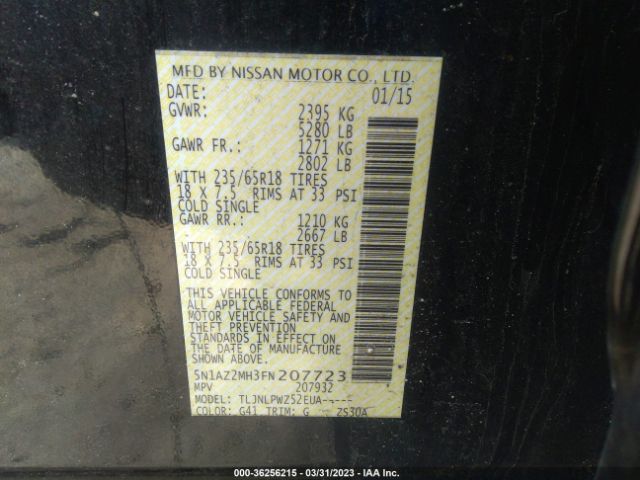 MFD BY NISSAN MOTOR CO., LTD.
DATE: 01/15
GVWR: 2395 KG
5280 LB
GAWR FR.: 1271 KG
2802 LB
WITH 235/65R18 TIRES
18 X 7.5 RIMS AT 33 PSI
COLD SINGLE
GAWR RR.: 1210 KG
2667 LB
WITH 235/65R18 TIRES
18 X 7.5 RIMS AT 33 PSI
COLD SINGLE
THIS VEHICLE CONFORMS TO
ALL APPLICABLE FEDERAL
MOTOR VEHICLE SAFETY AND
THEFT PREVENTION
STANDARDS IN EFFECT ON
THE DATE OF MANUFACTURE
SHOWN ABOVE.
5N1AZ2MH3FN207723
MPV 207932
MODEL: TLJNLPWZ52EUA-----
COLOR: G41 TRIM: G ZS30A
000-36256215 - 03/31/2023 - IAA Inc.